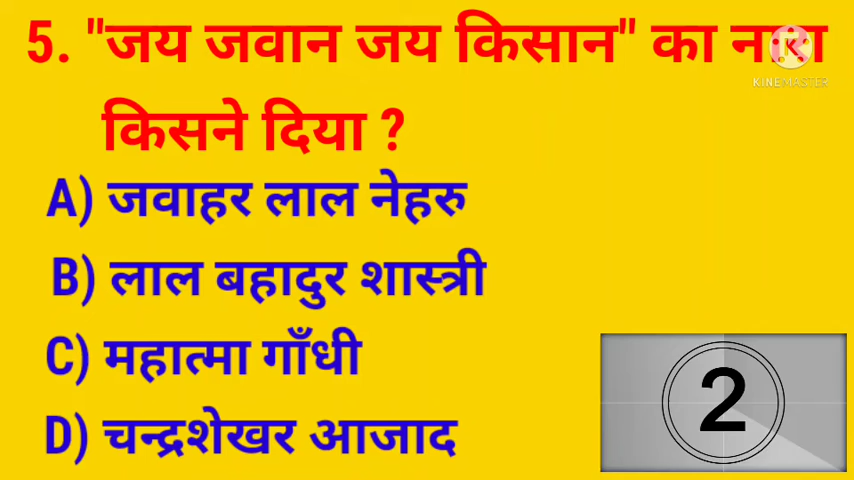 5. "जय जवान जय किसान" का नारा
किसने दिया ?
A) जवाहर लाल नेहरु
B) लाल बहादुर शास्त्री
C) महात्मा गाँधी
D) चन्द्रशेखर आजाद
KINEMASTER
2